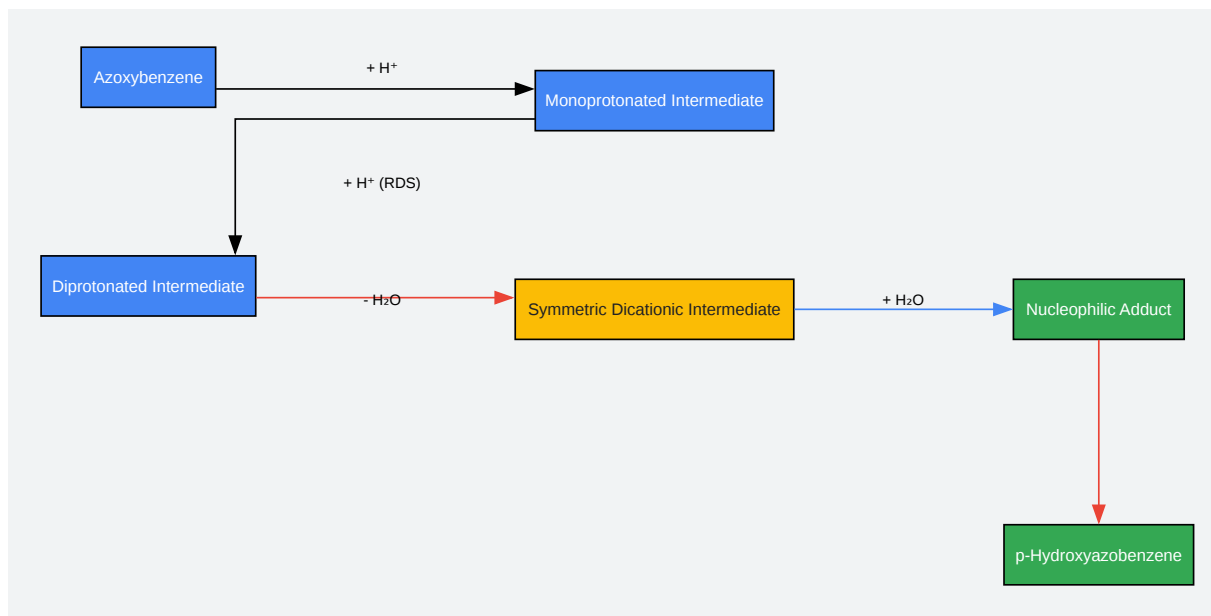 Azoxybenzene
+ H⁺
Monoprotonated Intermediate
+ H⁺ (RDS)
Diprotonated Intermediate
- H₂O
Symmetric Dicationic Intermediate
+ H₂O
Nucleophilic Adduct
p-Hydroxyazobenzene